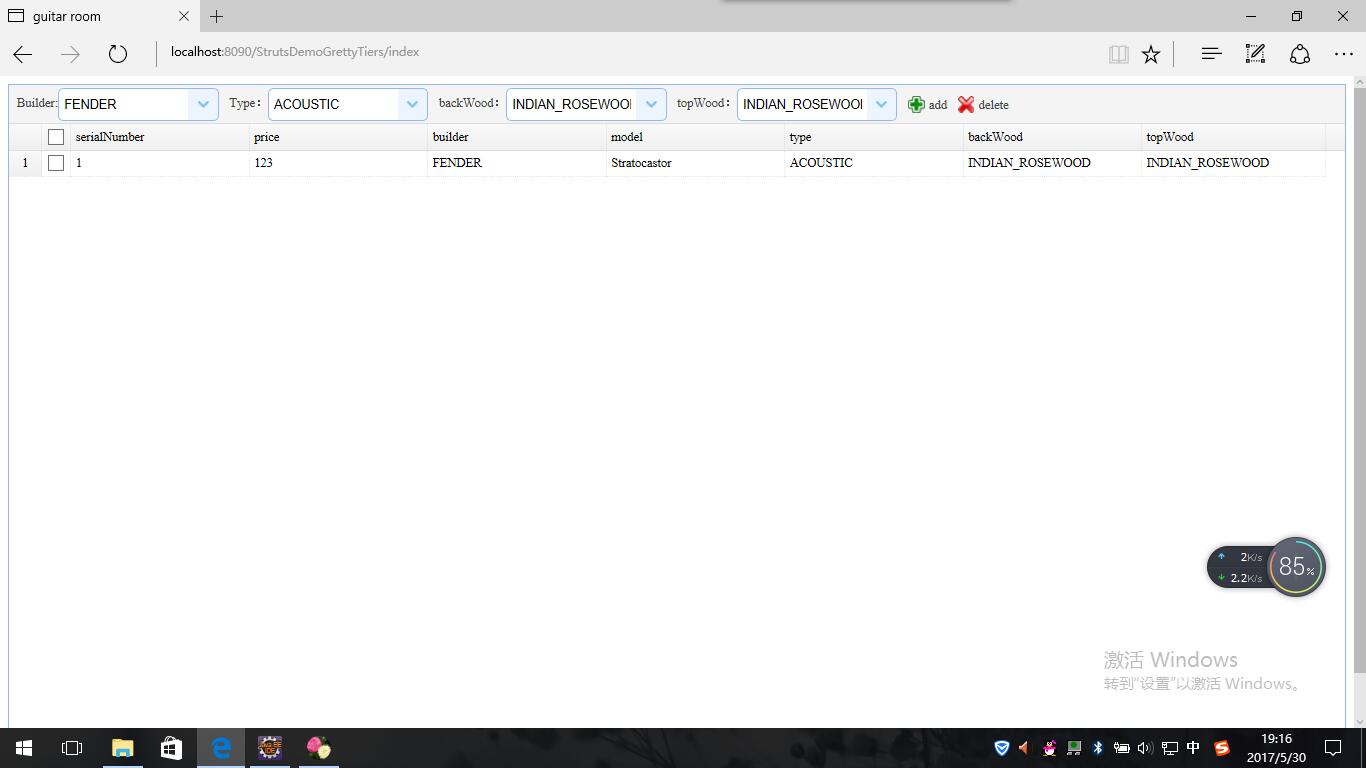 guitar room
localhost:8090/StrutsDemoGrettyTiers/index
Builder: FENDER Type: ACOUSTIC backWood: INDIAN_ROSEWOO topWood: INDIAN_ROSEWOO add delete
serialNumber price builder model type backWood topWood
1 1 123 FENDER Stratocastor ACOUSTIC INDIAN_ROSEWOOD INDIAN_ROSEWOOD
2K/s
85%
2.2K/s
激活 Windows
转到“设置”以激活 Windows。
中
19:16
2017/5/30